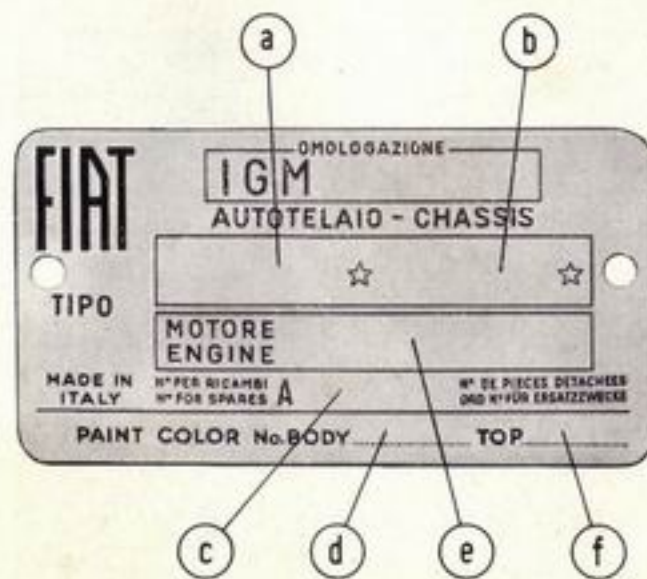 a b
FIAT
OMOLOGAZIONE
IGM
AUTOTELAIO - CHASSIS
TIPO
MOTORE
ENGINE
MADE IN
ITALY
Nº PER RICAMBI
Nº FOR SPARES A
Nº DE PIECES DETACHEES
ORD Nº FÜR ERSATZZWECKE
PAINT COLOR No. BODY TOP
c d e f